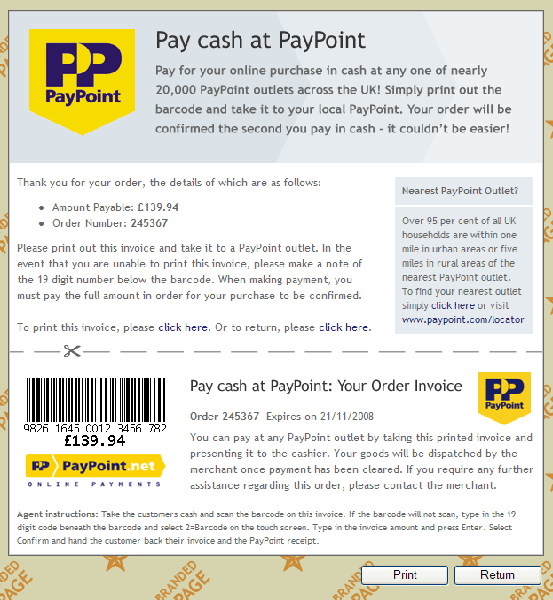 PP
PayPoint
Pay cash at PayPoint
Pay for your online purchase in cash at any one of nearly
20,000 PayPoint outlets across the UK! Simply print out the
barcode and take it to your local PayPoint. Your order will be
confirmed the second you pay in cash - it couldn't be easier!
Thank you for your order, the details of which are as follows:
• Amount Payable: £139.94
• Order Number: 245367
Please print out this invoice and take it to a PayPoint outlet. In the
event that you are unable to print this invoice, please make a note of
the 19 digit number below the barcode. When making payment, you
must pay the full amount in order for your purchase to be confirmed.
To print this invoice, please click here. Or to return, please click here.
Nearest PayPoint Outlet?
Over 95 per cent of all UK
households are within one
mile in urban areas or five
miles in rural areas of the
nearest PayPoint outlet.
To find your nearest outlet
simply click here or visit
www.paypoint.com/locator
9826 1645 0012 3456 782
£139.94
PP PayPoint.net
ONLINE PAYMENTS
Pay cash at PayPoint: Your Order Invoice
Order 245367 Expires on 21/11/2008
You can pay at any PayPoint outlet by taking this printed invoice and
presenting it to the cashier. Your goods will be dispatched by the
merchant once payment has been cleared. If you require any further
assistance regarding this order, please contact the merchant.
PP
PayPoint
Agent instructions: Take the customers cash and scan the barcode on this invoice. If the barcode will not scan, type in the 19
digit code beneath the barcode and select 2=Barcode on the touch screen. Type in the invoice amount and press Enter. Select
Confirm and hand the customer back their invoice and the PayPoint receipt.
Print
Return
BRANDED
PAGE
BRANDED
PAGE